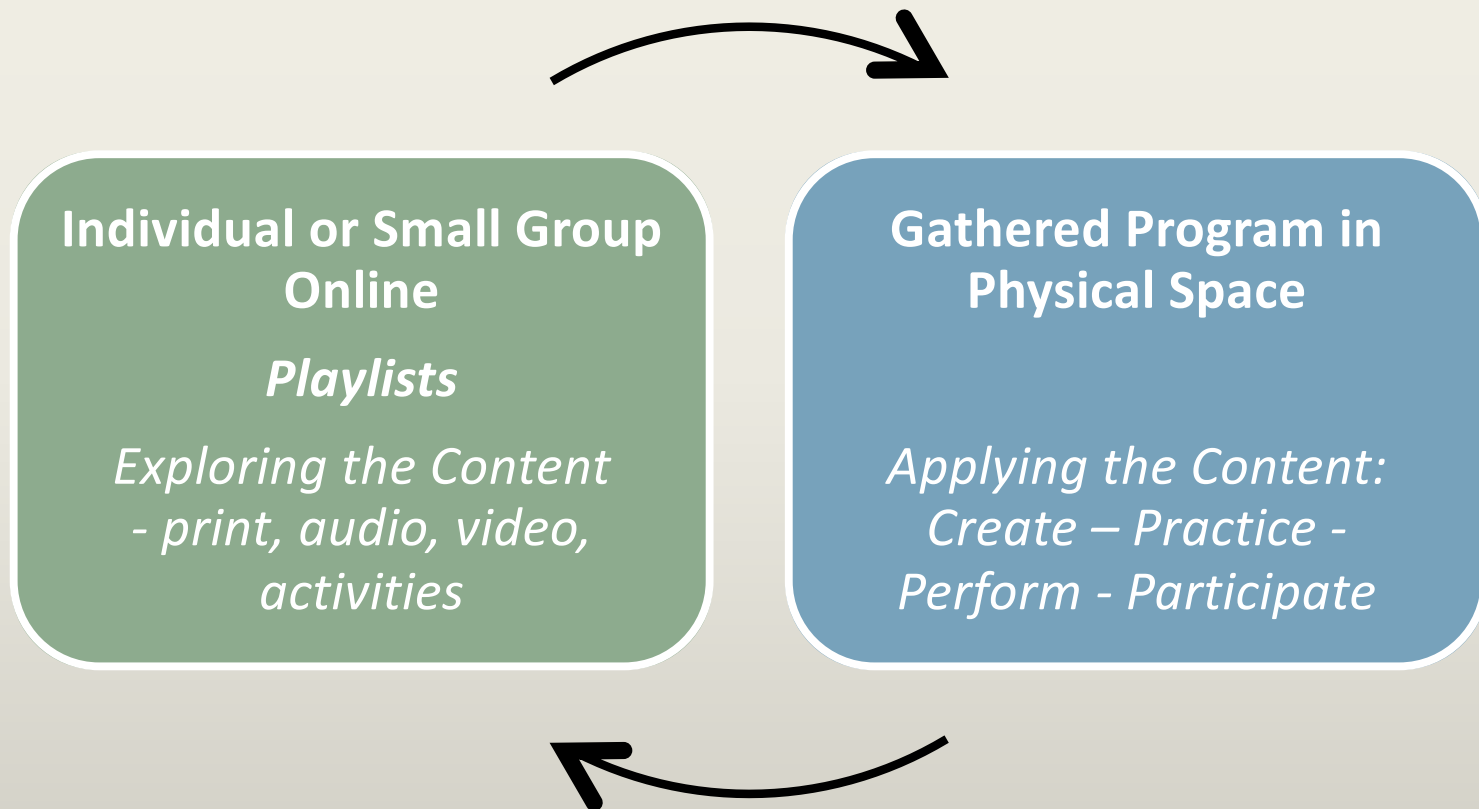 Individual or Small Group
Online
Playlists
Exploring the Content
- print, audio, video,
activities
Gathered Program in
Physical Space
Applying the Content:
Create – Practice -
Perform - Participate